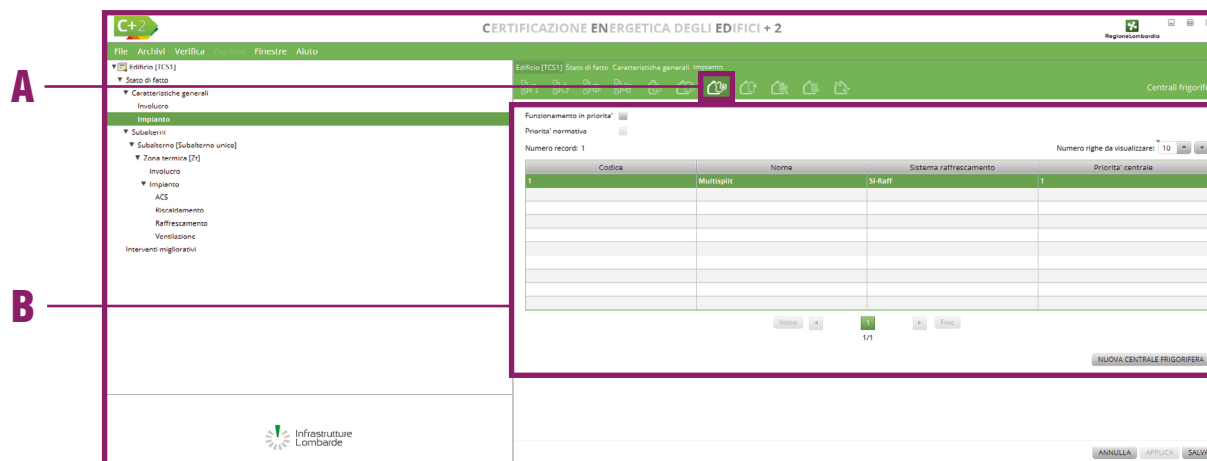 C+2
CERTIFICAZIONE ENERGETICA DEGLI EDIFICI + 2
RegioneLombardia
File Archivi Verifica Opzioni Finestre Aiuto
Edificio [TCS1]
Stato di fatto
Caratteristiche generali
Involucro
Impianto
Subalterni
Subalterno [Subalterno unico]
Zona termica [Zt]
Involucro
Impianto
ACS
Riscaldamento
Raffrescamento
Ventilazione
Interventi migliorativi
Infrastrutture
Lombarde
Edificio [TCS1] Stato di fatto Caratteristiche generali Impianto
A
Centrali frigorife
Funzionamento in priorita'
Priorita' normativa
Numero record: 1
Numero righe da visualizzare: 10 +
Codice Nome Sistema raffrescamento Priorita' centrale
1 Multisplit SI-Raff 1
B
Inizio 1 Fine
1/1
NUOVA CENTRALE FRIGORIFERA
ANNULLA APPLICA SALVA